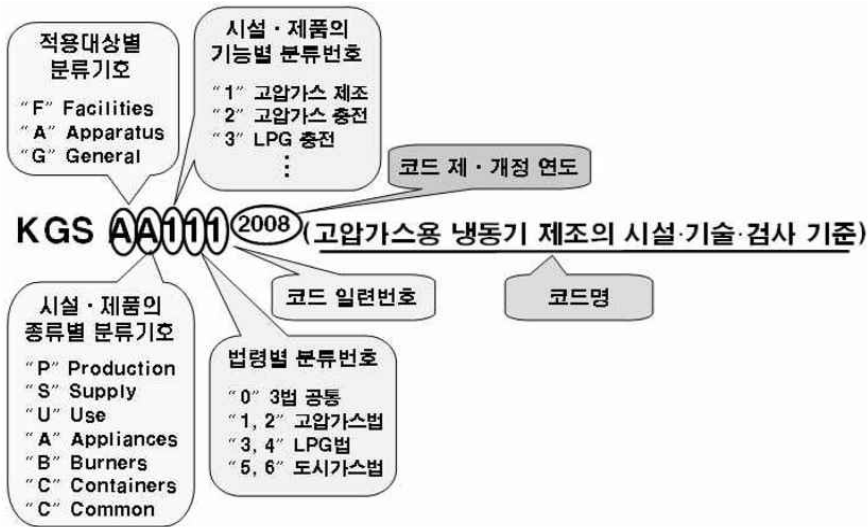 적용대상별
분류기호
"F" Facilities
"A" Apparatus
"G" General
시설·제품의
기능별 분류번호
"1" 고압가스 제조
"2" 고압가스 충전
"3" LPG 충전
⋮
코드 제·개정 연도
KGS AA111 2008 (고압가스용 냉동기 제조의 시설·기술·검사 기준)
시설·제품의
종류별 분류기호
"P" Production
"S" Supply
"U" Use
"A" Appliances
"B" Burners
"C" Containers
"C" Common
법령별 분류번호
"0" 3법 공통
"1, 2" 고압가스법
"3, 4" LPG법
"5, 6" 도시가스법
코드 일련번호
코드명